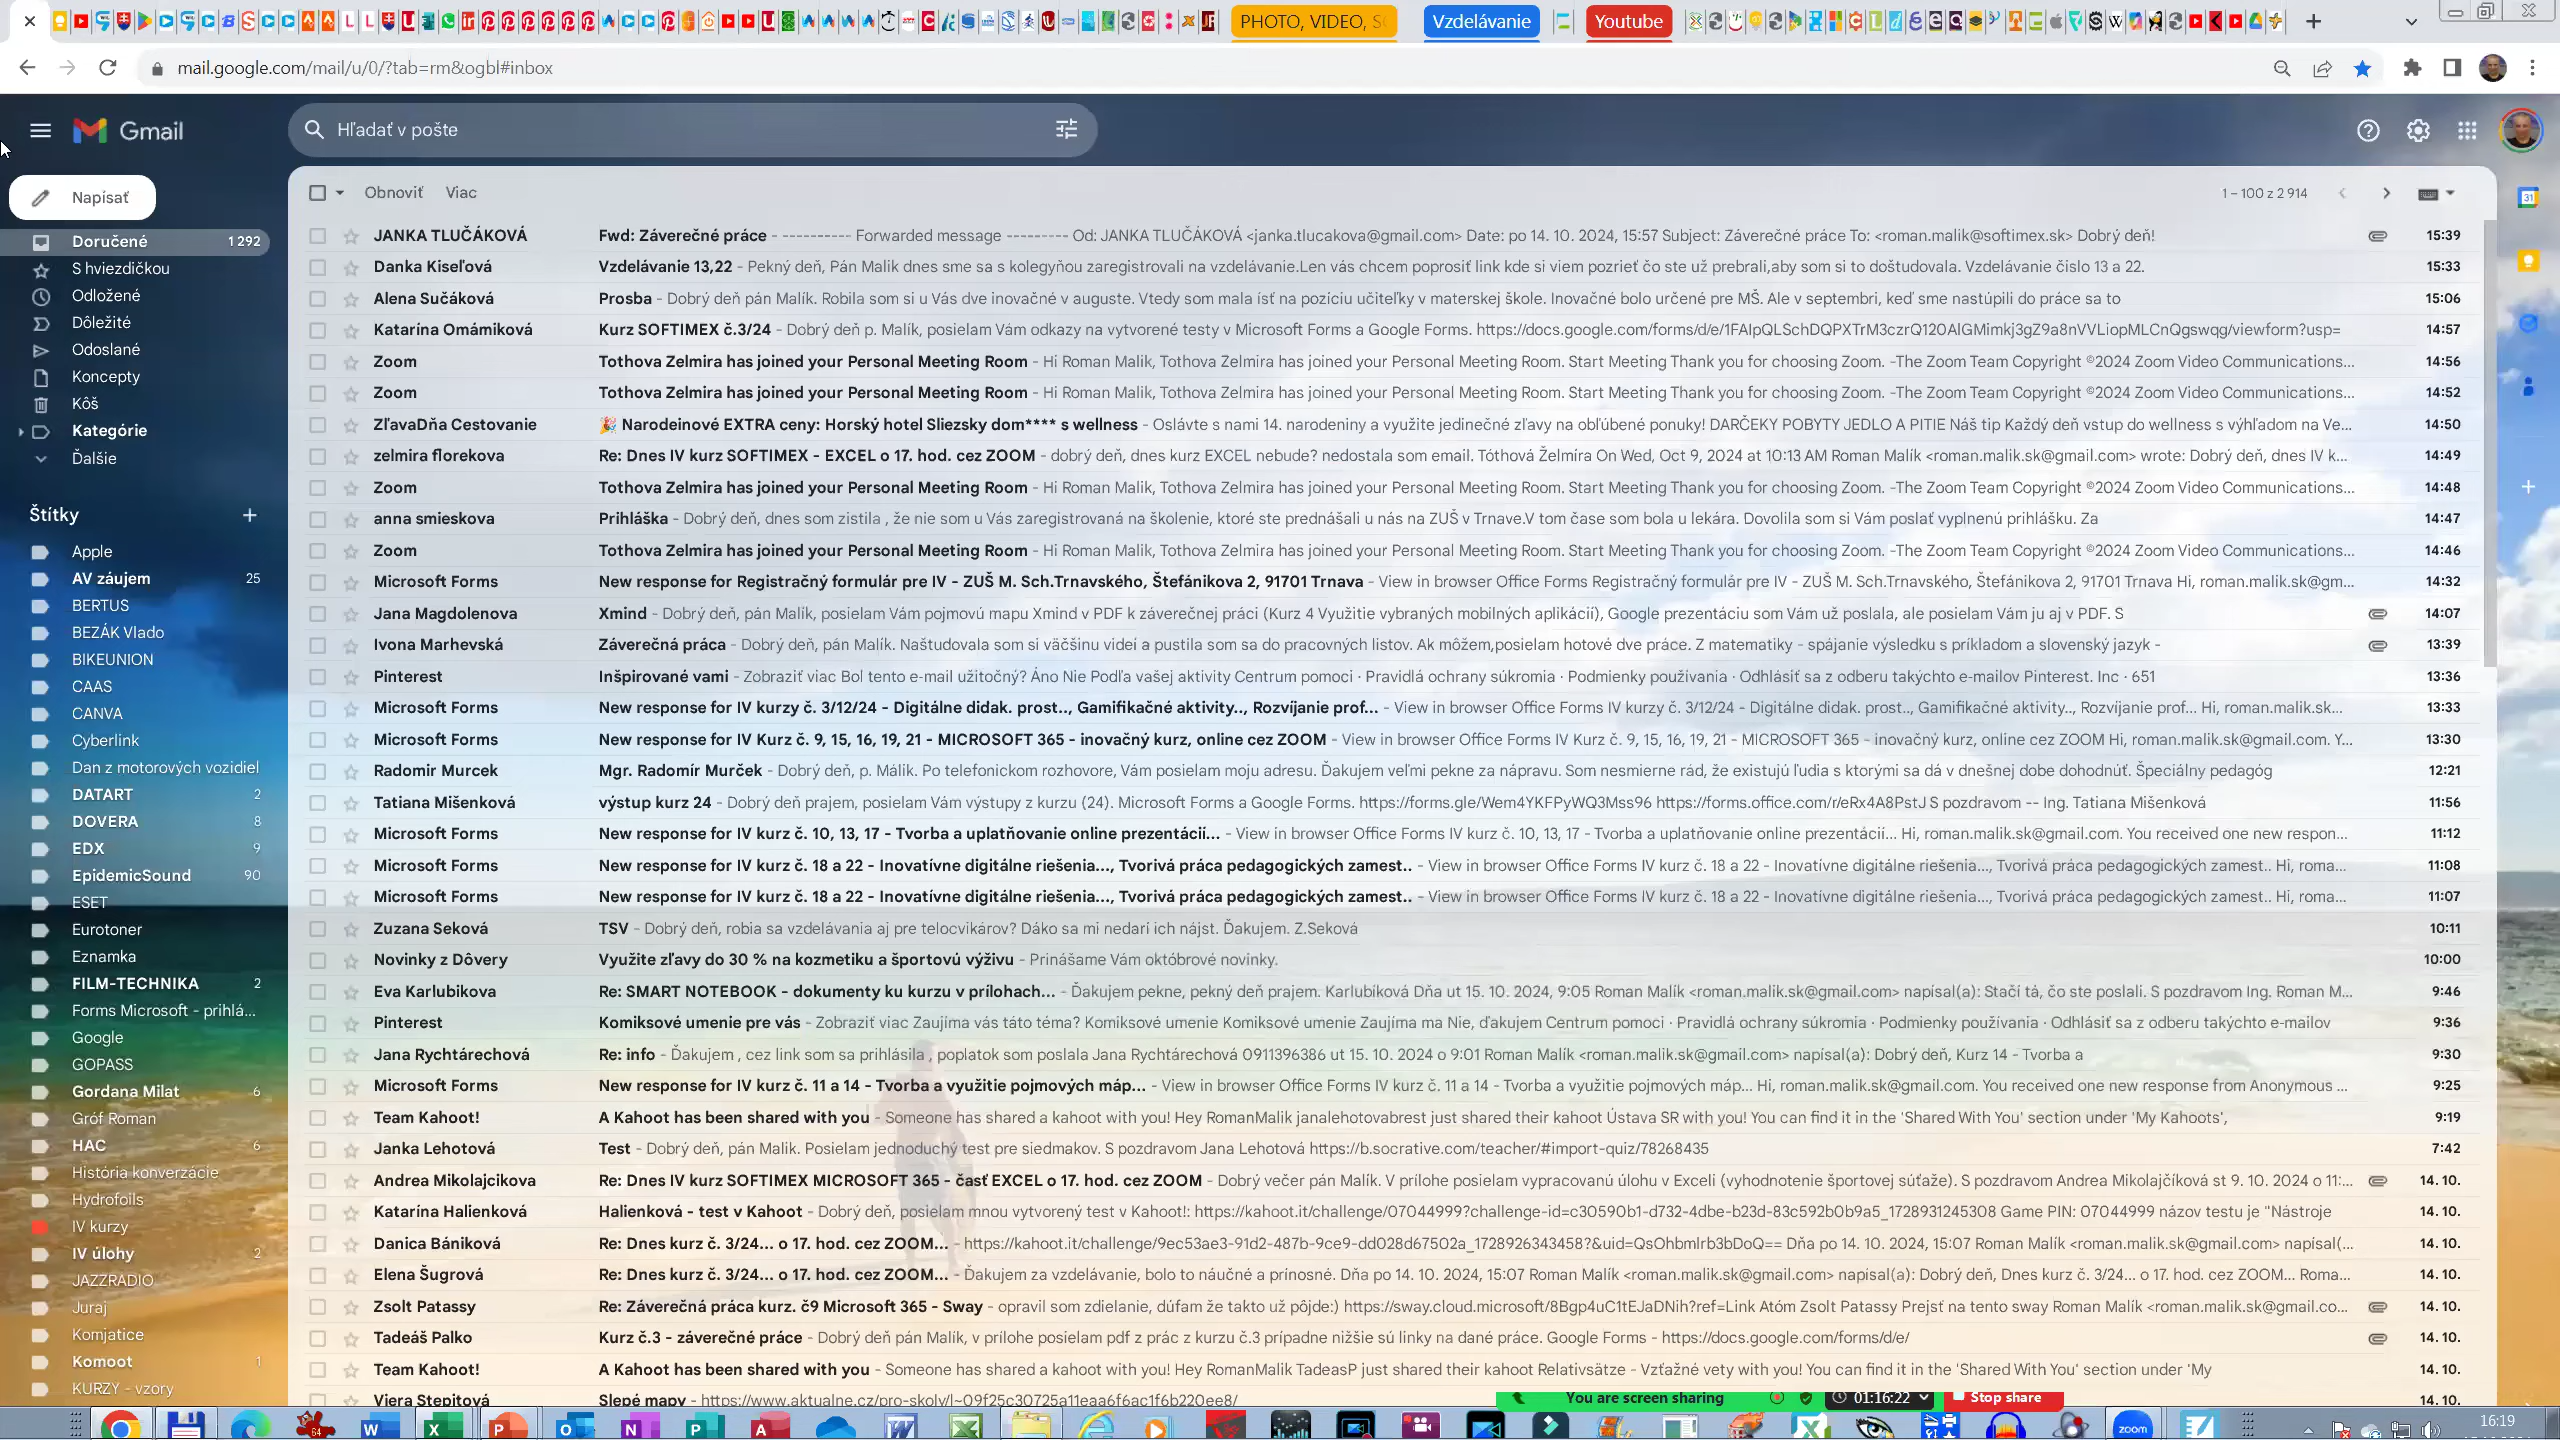 PHOTO, VIDEO, S
Vzdelávanie
Youtube
mail.google.com/mail/u/0/?tab=rm&ogbl#inbox
Gmail
Hľadať v pošte
Napísať
Obnoviť Viac
1 – 100 z 2 914
Doručené 1 292
S hviezdičkou
Odložené
Dôležité
Odoslané
Koncepty
Kôš
Kategórie
Ďalšie
Štítky
Apple
AV záujem 25
BERTUS
BEZÁK Vlado
BIKEUNION
CAAS
CANVA
Cyberlink
Dan z motorových vozidiel
DATART 2
DOVERA 8
EDX 9
EpidemicSound 90
ESET
Eurotoner
Eznamka
FILM-TECHNIKA 2
Forms Microsoft - prihlá...
Google
GOPASS
Gordana Milat 6
Gróf Roman
HAC 6
História konverzácie
Hydrofoils
IV kurzy
IV úlohy 2
JAZZRADIO
Juraj
Komjatice
Komoot 1
KURZY - vzory
JANKA TLUČÁKOVÁ Fwd: Záverečné práce - ---------- Forwarded message --------- Od: JANKA TLUČÁKOVÁ <janka.tlucakova@gmail.com> Date: po 14. 10. 2024, 15:57 Subject: Záverečné práce To: <roman.malik@softimex.sk> Dobrý deň! 15:39
Danka Kiseľová Vzdelávanie 13,22 - Pekný deň, Pán Malik dnes sme sa s kolegyňou zaregistrovali na vzdelávanie.Len vás chcem poprosiť link kde si viem pozrieť čo ste už prebrali,aby som si to doštudovala. Vzdelávanie číslo 13 a 22. 15:33
Alena Sučáková Prosba - Dobrý deň pán Malík. Robila som si u Vás dve inovačné v auguste. Vtedy som mala ísť na pozíciu učiteľky v materskej škole. Inovačné bolo určené pre MŠ. Ale v septembri, keď sme nastúpili do práce sa to 15:06
Katarína Omámiková Kurz SOFTIMEX č.3/24 - Dobrý deň p. Malík, posielam Vám odkazy na vytvorené testy v Microsoft Forms a Google Forms. https://docs.google.com/forms/d/e/1FAIpQLSchDQPXTrM3czrQ120AlGMimkj3gZ9a8nVVLiopMLCnQgswqg/viewform?usp= 14:57
Zoom Tothova Zelmira has joined your Personal Meeting Room - Hi Roman Malik, Tothova Zelmira has joined your Personal Meeting Room. Start Meeting Thank you for choosing Zoom. -The Zoom Team Copyright ©2024 Zoom Video Communications... 14:56
Zoom Tothova Zelmira has joined your Personal Meeting Room - Hi Roman Malik, Tothova Zelmira has joined your Personal Meeting Room. Start Meeting Thank you for choosing Zoom. -The Zoom Team Copyright ©2024 Zoom Video Communications... 14:52
ZľavaDňa Cestovanie 🎉 Narodeinové EXTRA ceny: Horský hotel Sliezsky dom**** s wellness - Oslávte s nami 14. narodeniny a využite jedinečné zľavy na obľúbené ponuky! DARČEKY POBYTY JEDLO A PITIE Náš tip Každý deň vstup do wellness s výhľadom na Ve... 14:50
zelmira florekova Re: Dnes IV kurz SOFTIMEX - EXCEL o 17. hod. cez ZOOM - dobrý deň, dnes kurz EXCEL nebude? nedostala som email. Tóthová Želmíra On Wed, Oct 9, 2024 at 10:13 AM Roman Malík <roman.malik.sk@gmail.com> wrote: Dobrý deň, dnes IV k... 14:49
Zoom Tothova Zelmira has joined your Personal Meeting Room - Hi Roman Malik, Tothova Zelmira has joined your Personal Meeting Room. Start Meeting Thank you for choosing Zoom. -The Zoom Team Copyright ©2024 Zoom Video Communications... 14:48
anna smieskova Prihláška - Dobrý deň, dnes som zistila , že nie som u Vás zaregistrovaná na školenie, ktoré ste prednášali u nás na ZUŠ v Trnave.V tom čase som bola u lekára. Dovolila som si Vám poslať vyplnenú prihlášku. Za 14:47
Zoom Tothova Zelmira has joined your Personal Meeting Room - Hi Roman Malik, Tothova Zelmira has joined your Personal Meeting Room. Start Meeting Thank you for choosing Zoom. -The Zoom Team Copyright ©2024 Zoom Video Communications... 14:46
Microsoft Forms New response for Registračný formulár pre IV - ZUŠ M. Sch.Trnavského, Štefánikova 2, 91701 Trnava - View in browser Office Forms Registračný formulár pre IV - ZUŠ M. Sch.Trnavského, Štefánikova 2, 91701 Trnava Hi, roman.malik.sk@gm... 14:32
Jana Magdolenova Xmind - Dobrý deň, pán Malík, posielam Vám pojmovú mapu Xmind v PDF k záverečnej práci (Kurz 4 Využitie vybraných mobilných aplikácií), Google prezentáciu som Vám už poslala, ale posielam Vám ju aj v PDF. S 14:07
Ivona Marhevská Záverečná práca - Dobrý deň, pán Malík. Naštudovala som si väčšinu videí a pustila som sa do pracovných listov. Ak môžem,posielam hotové dve práce. Z matematiky - spájanie výsledku s príkladom a slovenský jazyk - 13:39
Pinterest Inšpirované vami - Zobraziť viac Bol tento e-mail užitočný? Áno Nie Podľa vašej aktivity Centrum pomoci · Pravidlá ochrany súkromia · Podmienky používania · Odhlásiť sa z odberu takýchto e-mailov Pinterest. Inc · 651 13:36
Microsoft Forms New response for IV kurzy č. 3/12/24 - Digitálne didak. prost.., Gamifikačné aktivity.., Rozvíjanie prof... - View in browser Office Forms IV kurzy č. 3/12/24 - Digitálne didak. prost.., Gamifikačné aktivity.., Rozvíjanie prof... Hi, roman.malik.sk... 13:33
Microsoft Forms New response for IV Kurz č. 9, 15, 16, 19, 21 - MICROSOFT 365 - inovačný kurz, online cez ZOOM - View in browser Office Forms IV Kurz č. 9, 15, 16, 19, 21 - MICROSOFT 365 - inovačný kurz, online cez ZOOM Hi, roman.malik.sk@gmail.com. Y... 13:30
Radomir Murcek Mgr. Radomír Murček - Dobrý deň, p. Málik. Po telefonickom rozhovore, Vám posielam moju adresu. Ďakujem veľmi pekne za nápravu. Som nesmierne rád, že existujú ľudia s ktorými sa dá v dnešnej dobe dohodnúť. Špeciálny pedagóg 12:21
Tatiana Mišenková výstup kurz 24 - Dobrý deň prajem, posielam Vám výstupy z kurzu (24). Microsoft Forms a Google Forms. https://forms.gle/Wem4YKFPyWQ3Mss96 https://forms.office.com/r/eRx4A8PstJ S pozdravom -- Ing. Tatiana Mišenková 11:56
Microsoft Forms New response for IV kurz č. 10, 13, 17 - Tvorba a uplatňovanie online prezentácií... - View in browser Office Forms IV kurz č. 10, 13, 17 - Tvorba a uplatňovanie online prezentácií... Hi, roman.malik.sk@gmail.com. You received one new respon... 11:12
Microsoft Forms New response for IV kurz č. 18 a 22 - Inovatívne digitálne riešenia..., Tvorivá práca pedagogických zamest.. - View in browser Office Forms IV kurz č. 18 a 22 - Inovatívne digitálne riešenia..., Tvorivá práca pedagogických zamest.. Hi, roma... 11:08
Microsoft Forms New response for IV kurz č. 18 a 22 - Inovatívne digitálne riešenia..., Tvorivá práca pedagogických zamest.. - View in browser Office Forms IV kurz č. 18 a 22 - Inovatívne digitálne riešenia..., Tvorivá práca pedagogických zamest.. Hi, roma... 11:07
Zuzana Seková TSV - Dobrý deň, robia sa vzdelávania aj pre telocvikárov? Dáko sa mi nedarí ich nájst. Ďakujem. Z.Seková 10:11
Novinky z Dôvery Využite zľavy do 30 % na kozmetiku a športovú výživu - Prinášame Vám októbrové novinky. 10:00
Eva Karlubikova Re: SMART NOTEBOOK - dokumenty ku kurzu v prílohach... - Ďakujem pekne, pekný deň prajem. Karlubíková Dňa ut 15. 10. 2024, 9:05 Roman Malík <roman.malik.sk@gmail.com> napísal(a): Stačí tá, čo ste poslali. S pozdravom Ing. Roman M... 9:46
Pinterest Komiksové umenie pre vás - Zobraziť viac Zaujíma vás táto téma? Komiksové umenie Komiksové umenie Zaujíma ma Nie, ďakujem Centrum pomoci · Pravidlá ochrany súkromia · Podmienky používania · Odhlásiť sa z odberu takýchto e-mailov 9:36
Jana Rychtárechová Re: info - Ďakujem , cez link som sa prihlásila , poplatok som poslala Jana Rychtárechová 0911396386 ut 15. 10. 2024 o 9:01 Roman Malík <roman.malik.sk@gmail.com> napísal(a): Dobrý deň, Kurz 14 - Tvorba a 9:30
Microsoft Forms New response for IV kurz č. 11 a 14 - Tvorba a využitie pojmových máp... - View in browser Office Forms IV kurz č. 11 a 14 - Tvorba a využitie pojmových máp... Hi, roman.malik.sk@gmail.com. You received one new response from Anonymous ... 9:25
Team Kahoot! A Kahoot has been shared with you - Someone has shared a kahoot with you! Hey RomanMalik janalehotovabrest just shared their kahoot Ústava SR with you! You can find it in the 'Shared With You' section under 'My Kahoots', 9:19
Janka Lehotová Test - Dobrý deň, pán Malík. Posielam jednoduchý test pre siedmakov. S pozdravom Jana Lehotová https://b.socrative.com/teacher/#import-quiz/78268435 7:42
Andrea Mikolajcikova Re: Dnes IV kurz SOFTIMEX MICROSOFT 365 - časť EXCEL o 17. hod. cez ZOOM - Dobrý večer pán Malík. V prílohe posielam vypracovanú úlohu v Exceli (vyhodnotenie športovej súťaže). S pozdravom Andrea Mikolajčíková st 9. 10. 2024 o 11:... 14. 10.
Katarína Halienková Halienková - test v Kahoot - Dobrý deň, posielam mnou vytvorený test v Kahoot!: https://kahoot.it/challenge/07044999?challenge-id=c30590b1-d732-4dbe-b23d-83c592b0b9a5_1728931245308 Game PIN: 07044999 názov testu je "Nástroje 14. 10.
Danica Bániková Re: Dnes kurz č. 3/24... o 17. hod. cez ZOOM... - https://kahoot.it/challenge/9ec53ae3-91d2-487b-9ce9-dd028d67502a_1728926343458?&uid=QsOhbmIrb3bDoQ== Dňa po 14. 10. 2024, 15:07 Roman Malík <roman.malik.sk@gmail.com> napísal(... 14. 10.
Elena Šugrová Re: Dnes kurz č. 3/24... o 17. hod. cez ZOOM... - Ďakujem za vzdelávanie, bolo to náučné a prínosné. Dňa po 14. 10. 2024, 15:07 Roman Malík <roman.malik.sk@gmail.com> napísal(a): Dobrý deň, Dnes kurz č. 3/24... o 17. hod. cez ZOOM... Roma... 14. 10.
Zsolt Patassy Re: Záverečná práca kurz. č9 Microsoft 365 - Sway - opravil som zdielanie, dúfam že takto už pôjde:) https://sway.cloud.microsoft/8Bgp4uC1tEJaDNih?ref=Link Atóm Zsolt Patassy Prejsť na tento sway Roman Malík <roman.malik.sk@gmail.co... 14. 10.
Tadeáš Palko Kurz č.3 - záverečné práce - Dobrý deň pán Malík, v prílohe posielam pdf z prác z kurzu č.3 prípadne nižšie sú linky na dané práce. Google Forms - https://docs.google.com/forms/d/e/ 14. 10.
Team Kahoot! A Kahoot has been shared with you - Someone has shared a kahoot with you! Hey RomanMalik TadeasP just shared their kahoot Relativsätze - Vzťažné vety with you! You can find it in the 'Shared With You' section under 'My 14. 10.
Viera Stepitová Slepé mapy - https://www.aktualne.cz/pro-skoly/l~09f25c30725a11eaa6f6ac1f6b220ee8/ 14. 10.
You are screen sharing 01:16:22 Stop share
zoom
16:19